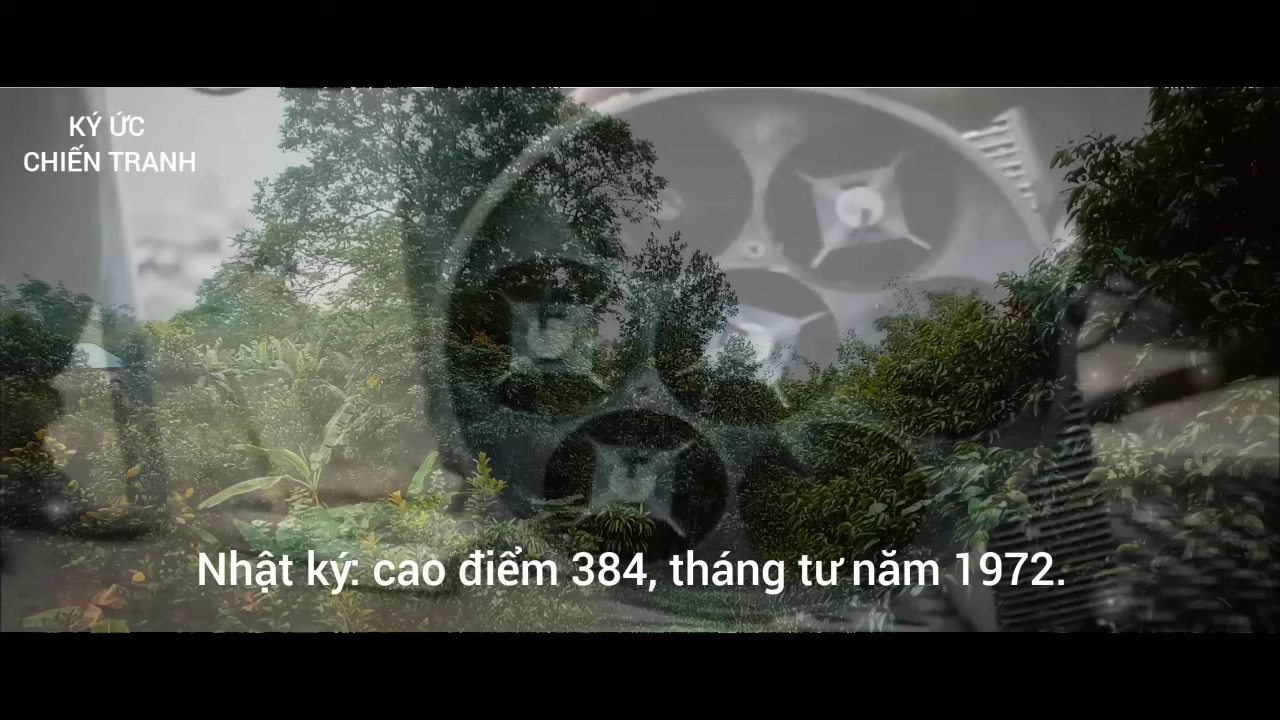 KÝ ỨC
CHIẾN TRANH
Nhật ký: cao điểm 384, tháng tư năm 1972.